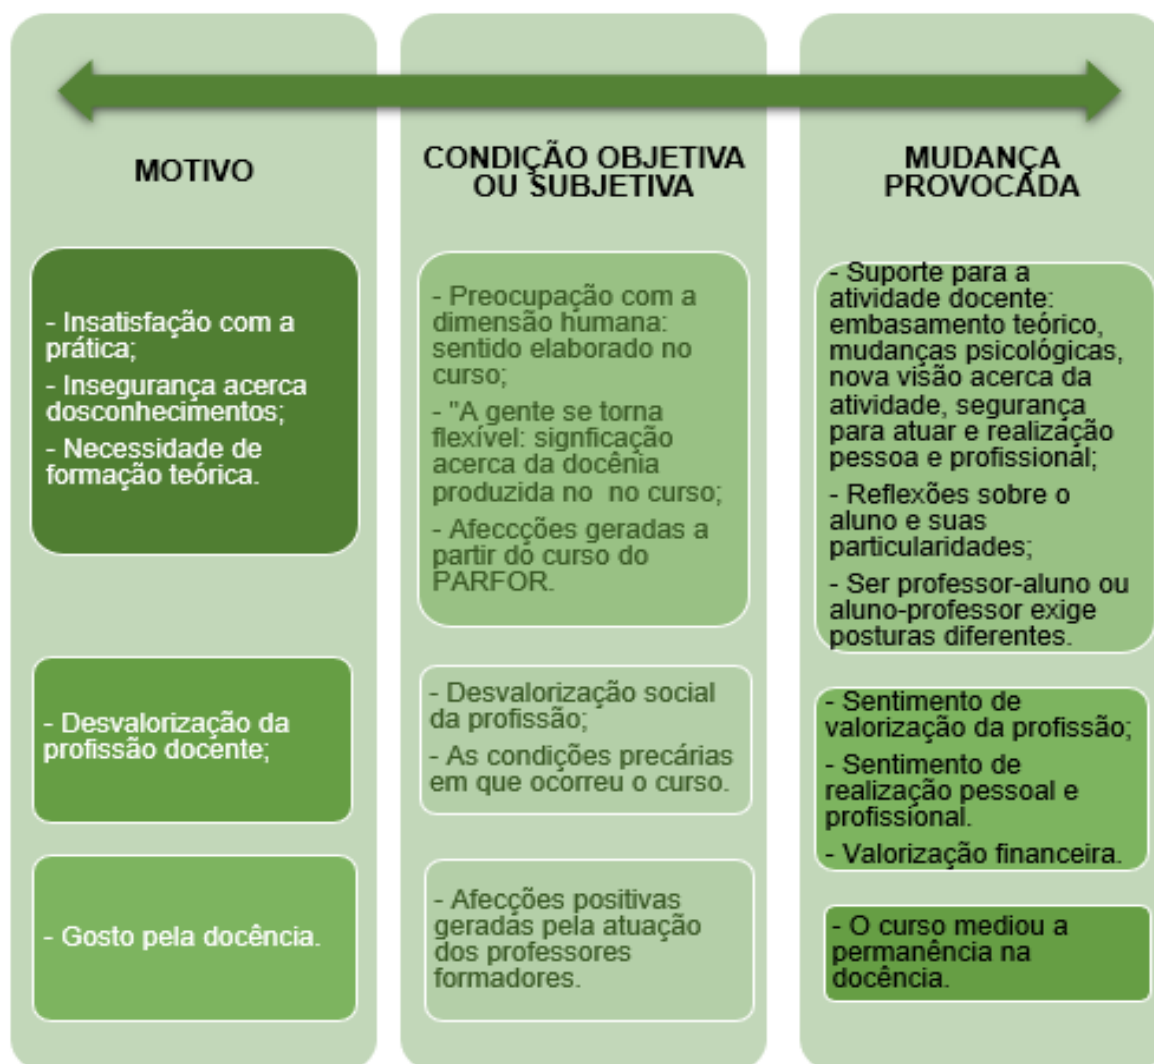 MOTIVO
- Insatisfação com a
prática;
- Insegurança acerca
dosconhecimentos;
- Necessidade de
formação teórica.
- Desvalorização da
profissão docente;
- Gosto pela docência.
CONDIÇÃO OBJETIVA
OU SUBJETIVA
- Preocupação com a
dimensão humana:
sentido elaborado no
curso;
- "A gente se torna
flexível: signficação
acerca da docênia
produzida no  no curso;
- Afeccções geradas a
partir do curso do
PARFOR.
- Desvalorização social
da profissão;
- As condições precárias
em que ocorreu o curso.
- Afecções positivas
geradas pela atuação
dos professores
formadores.
MUDANÇA
PROVOCADA
- Suporte para a
atividade docente:
embasamento teórico,
mudanças psicológicas,
nova visão acerca da
atividade, segurança
para atuar e realização
pessoa e profissional;
- Reflexões sobre o
aluno e suas
particularidades;
- Ser professor-aluno ou
aluno-professor exige
posturas diferentes.
- Sentimento de
valorização da profissão;
- Sentimento de
realização pessoal e
profissional.
- Valorização financeira.
- O curso mediou a
permanência na
docência.